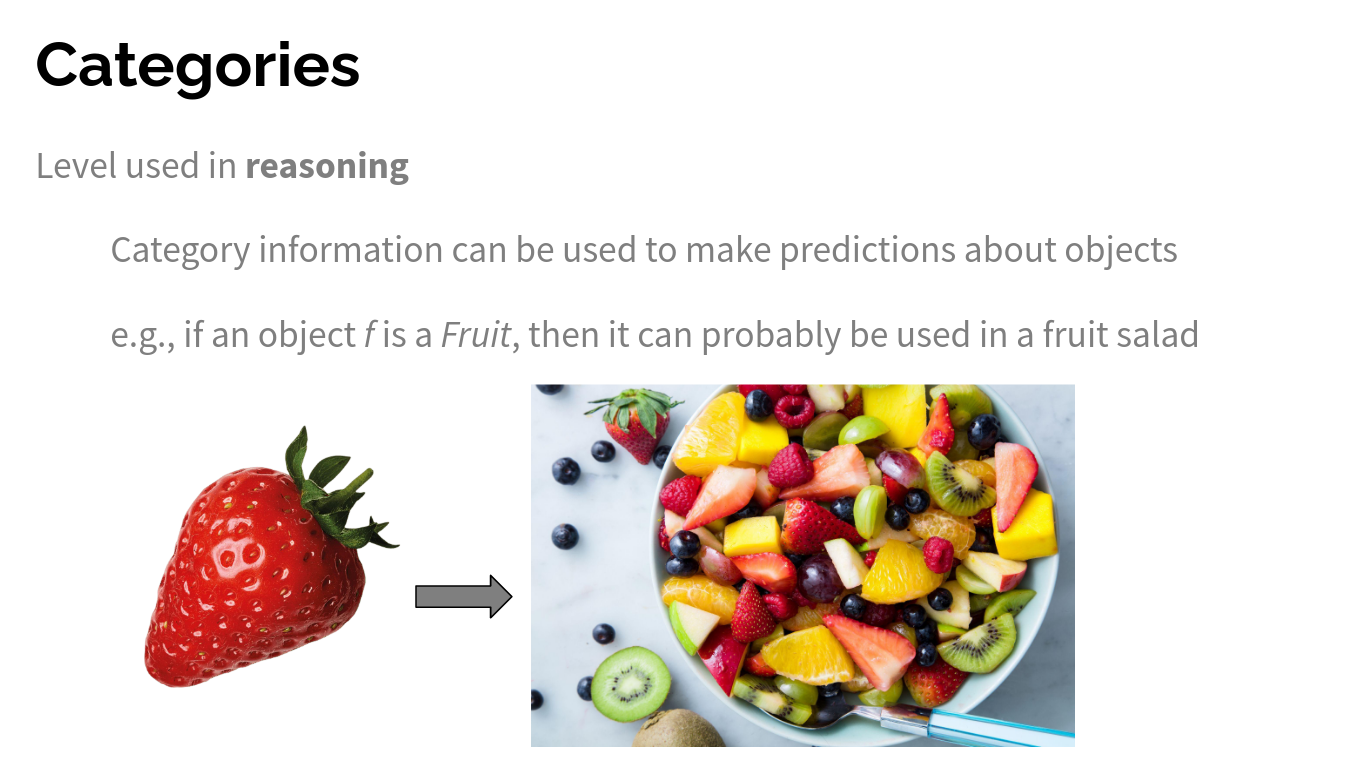 Categories
Level used in reasoning
Category information can be used to make predictions about objects
e.g., if an object f is a Fruit, then it can probably be used in a fruit salad